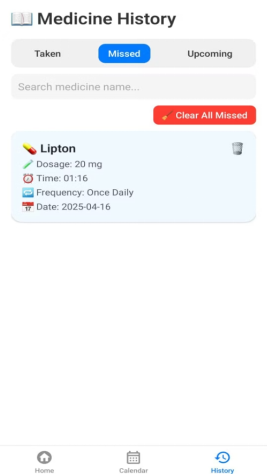 Medicine History
Taken
Missed
Upcoming
Search medicine name...
Clear All Missed
Lipton
Dosage: 20 mg
Time: 01:16
Frequency: Once Daily
Date: 2025-04-16
Home
Calendar
History